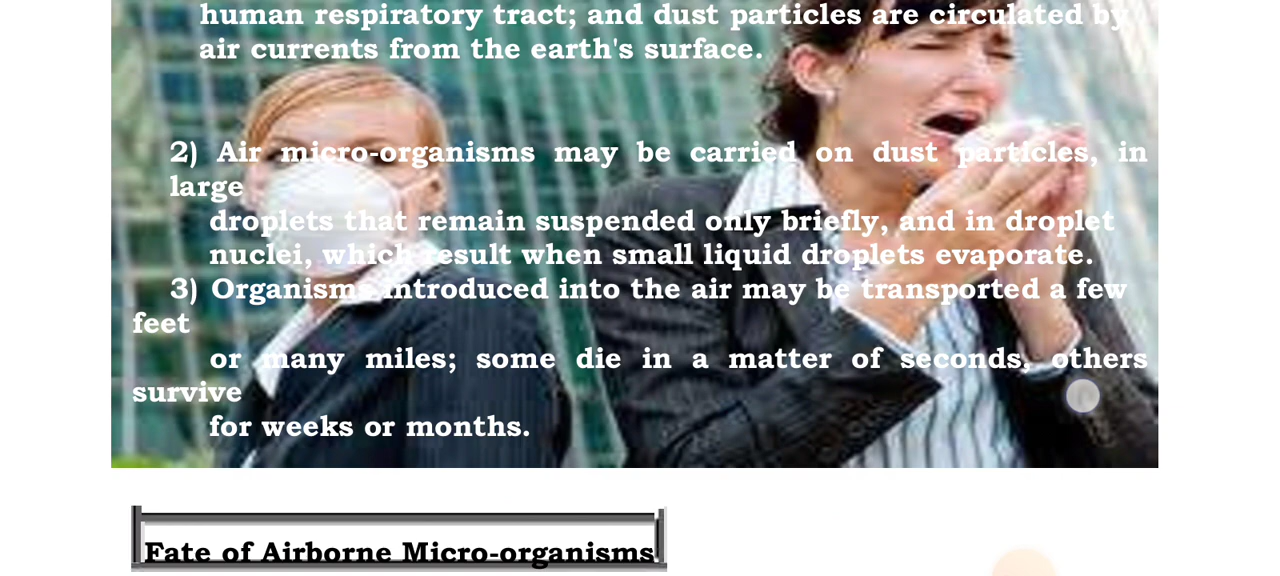 human respiratory tract; and dust particles are circulated by
air currents from the earth's surface.
2) Air micro-organisms may be carried on dust particles, in
large
droplets that remain suspended only briefly, and in droplet
nuclei, which result when small liquid droplets evaporate.
3) Organisms introduced into the air may be transported a few
feet
or many miles; some die in a matter of seconds, others
survive
for weeks or months.
Fate of Airborne Micro-organisms